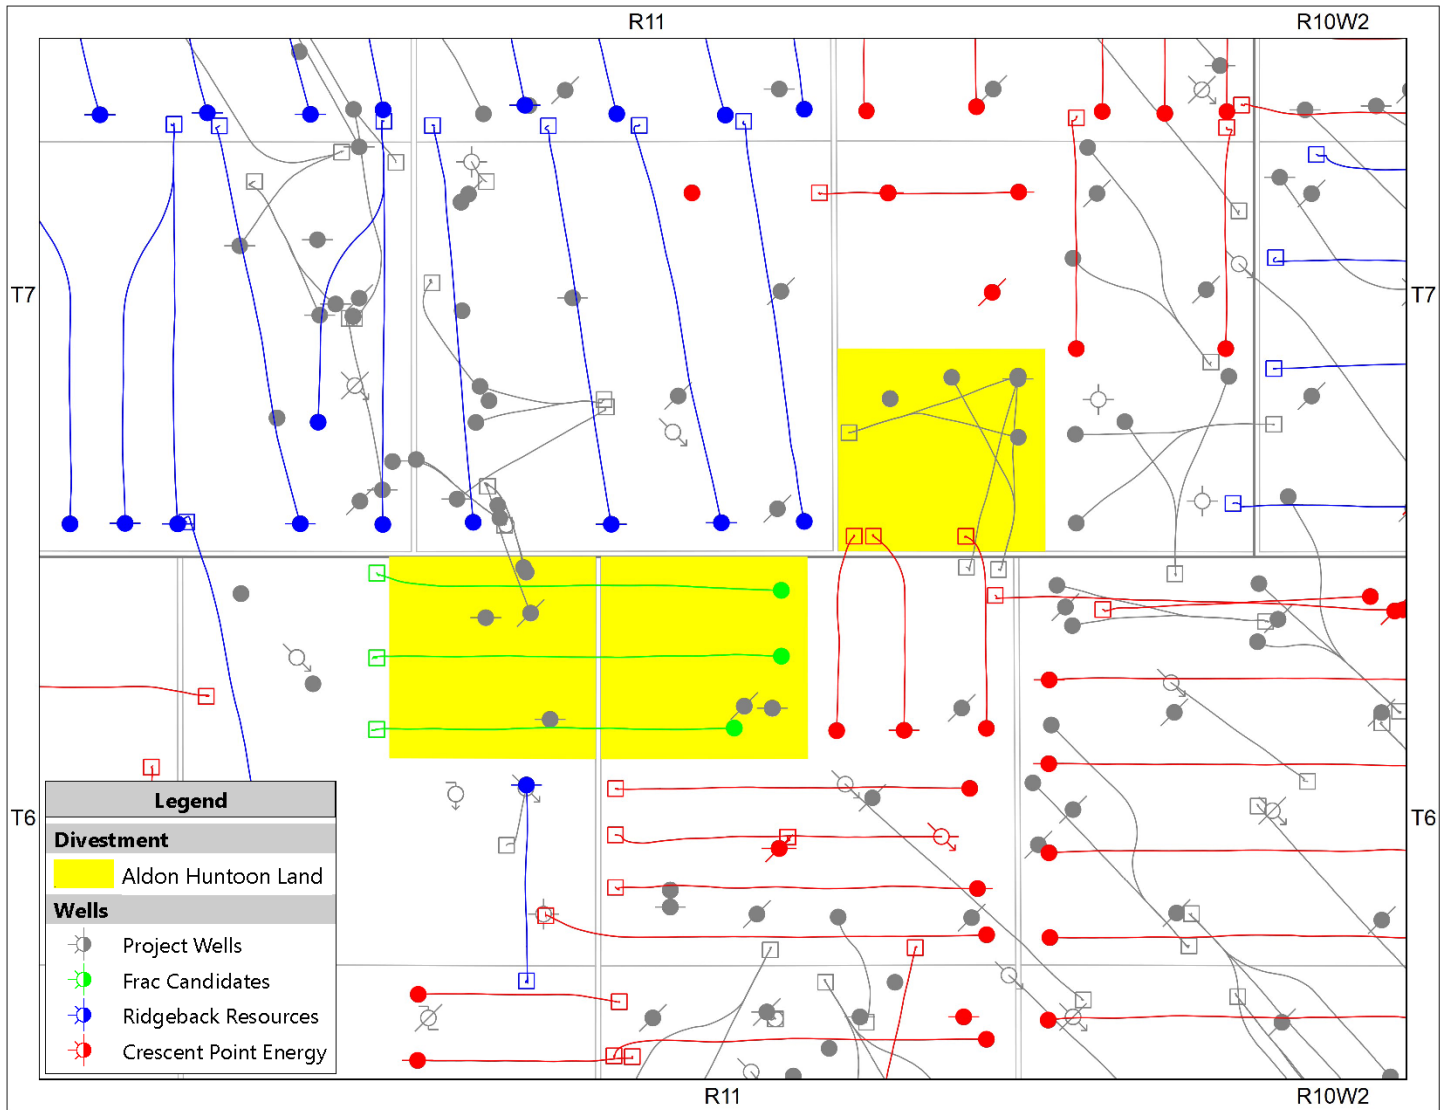 R11 R10W2
T7 T7
T6 T6
Legend
Divestment
Aldon Huntoon Land
Wells
Project Wells
Frac Candidates
Ridgeback Resources
Crescent Point Energy
R11 R10W2